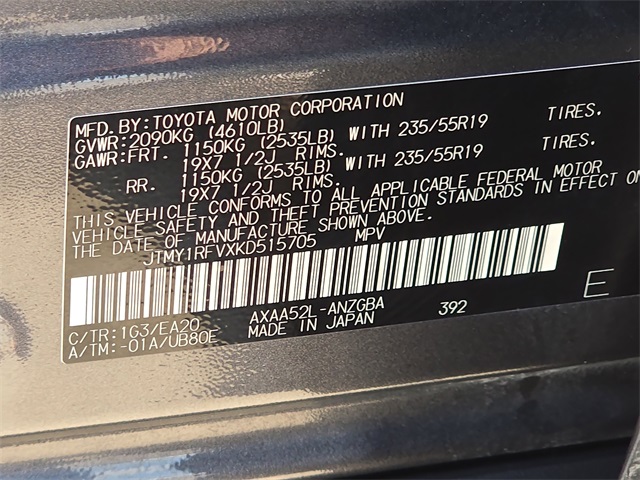 MFD. BY: TOYOTA MOTOR CORPORATION
GVWR: 2090KG (4610LB)
GAWR: FRT. 1150KG (2535LB) WITH 235/55R19 TIRES.
19X7 1/2J RIMS.
RR. 1150KG (2535LB) WITH 235/55R19 TIRES.
19X7 1/2J RIMS.
THIS VEHICLE CONFORMS TO ALL APPLICABLE FEDERAL MOTOR
VEHICLE SAFETY AND THEFT PREVENTION STANDARDS IN EFFECT ON
THE DATE OF MANUFACTURE SHOWN ABOVE.
JTMY1RFVXKD515705 MPV
C/TR: 1G3/EA20 AXAA52L-ANZGBA 392 E
A/TM: -01A/UB80E MADE IN JAPAN